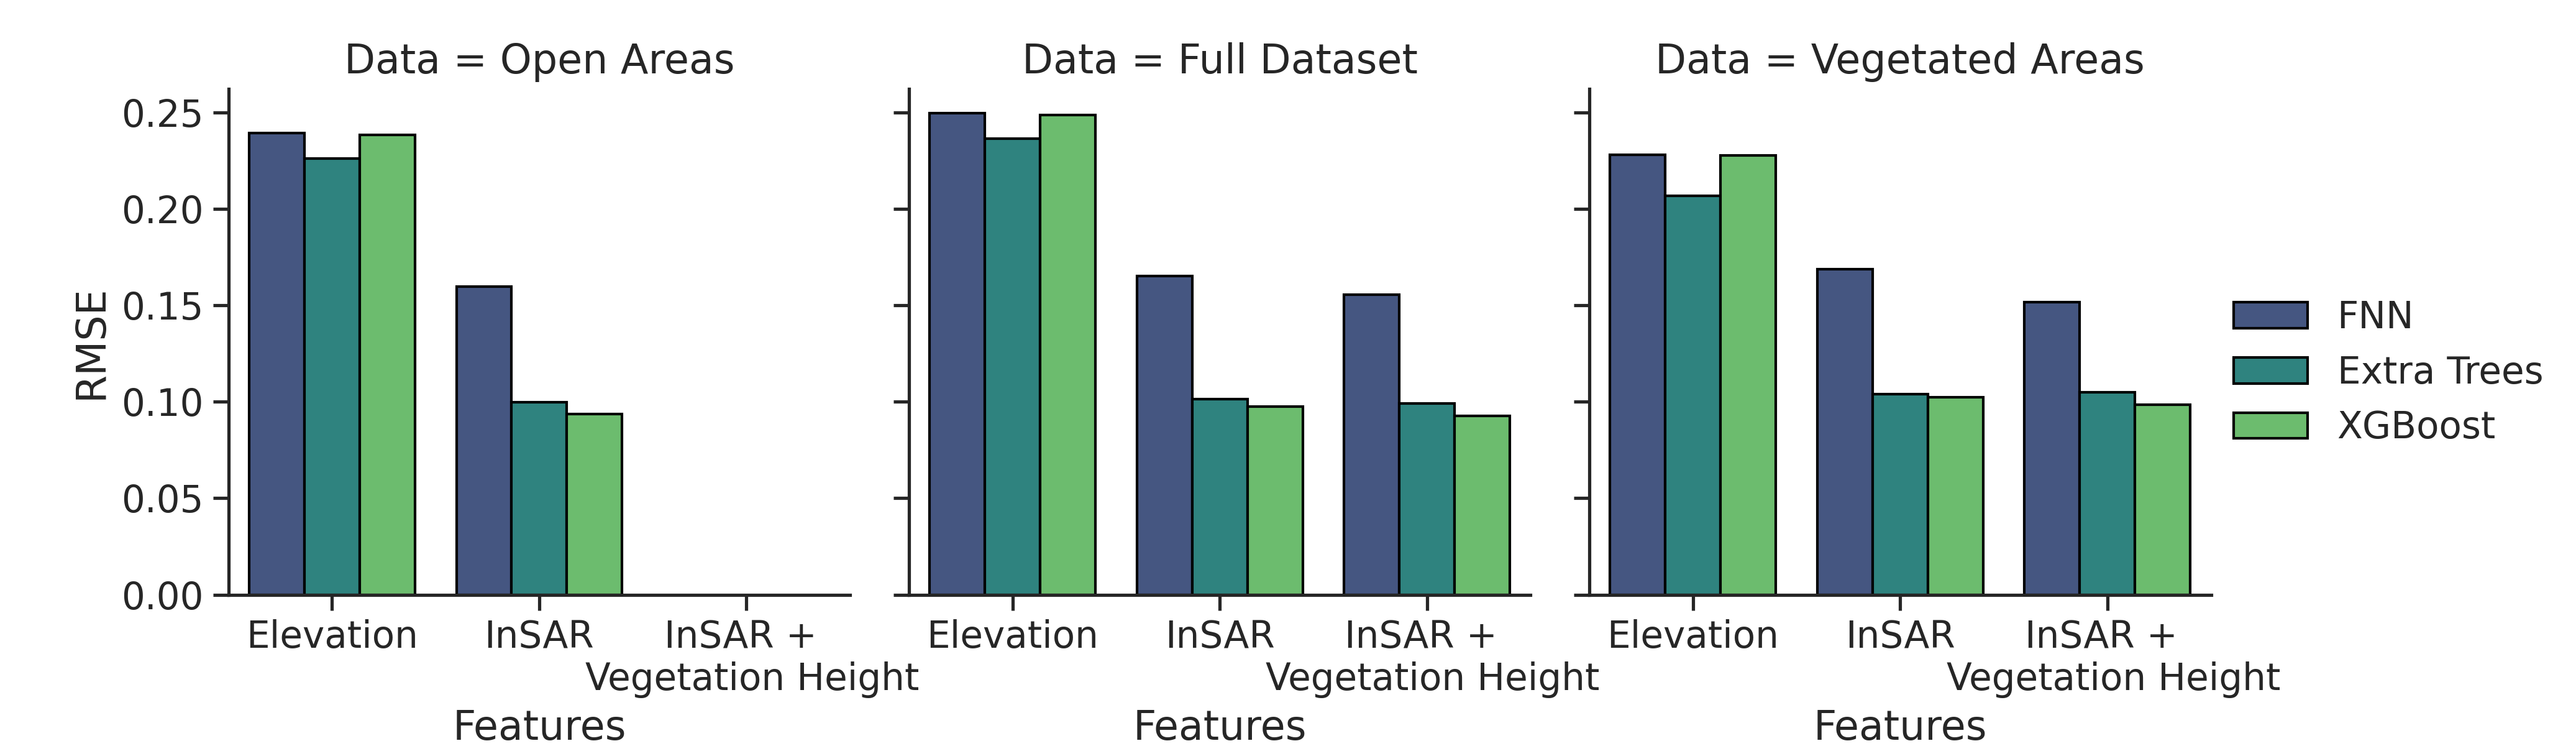 Data = Open Areas
Data = Full Dataset
Data = Vegetated Areas
RMSE
0.25
0.20
0.15
0.10
0.05
0.00
Elevation
InSAR
InSAR +
Vegetation Height
Features
Elevation
InSAR
InSAR +
Vegetation Height
Features
Elevation
InSAR
InSAR +
Vegetation Height
Features
FNN
Extra Trees
XGBoost